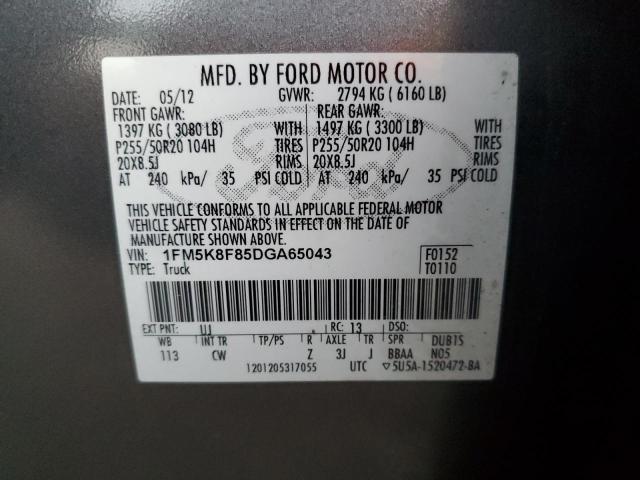 MFD. BY FORD MOTOR CO.
DATE: 05/12 GVWR: 2794 KG ( 6160 LB)
FRONT GAWR: REAR GAWR:
1397 KG ( 3080 LB) WITH 1497 KG ( 3300 LB) WITH
P255/50R20 104H TIRES P255/50R20 104H TIRES
20X8.5J RIMS 20X8.5J RIMS
AT 240 kPa/ 35 PSI COLD AT 240 kPa/ 35 PSI COLD
THIS VEHICLE CONFORMS TO ALL APPLICABLE FEDERAL MOTOR
VEHICLE SAFETY STANDARDS IN EFFECT ON THE DATE OF
MANUFACTURE SHOWN ABOVE.
VIN: 1FM5K8F85DGA65043 F0152
TYPE: Truck T0110
EXT PNT: UJ RC: 13 DSO:
WB INT TR TP/PS R AXLE TR SPR DUB1S
113 CW Z 3J J BBAA N05
1201205317055 UTC ▽5U5A-1520472-BA